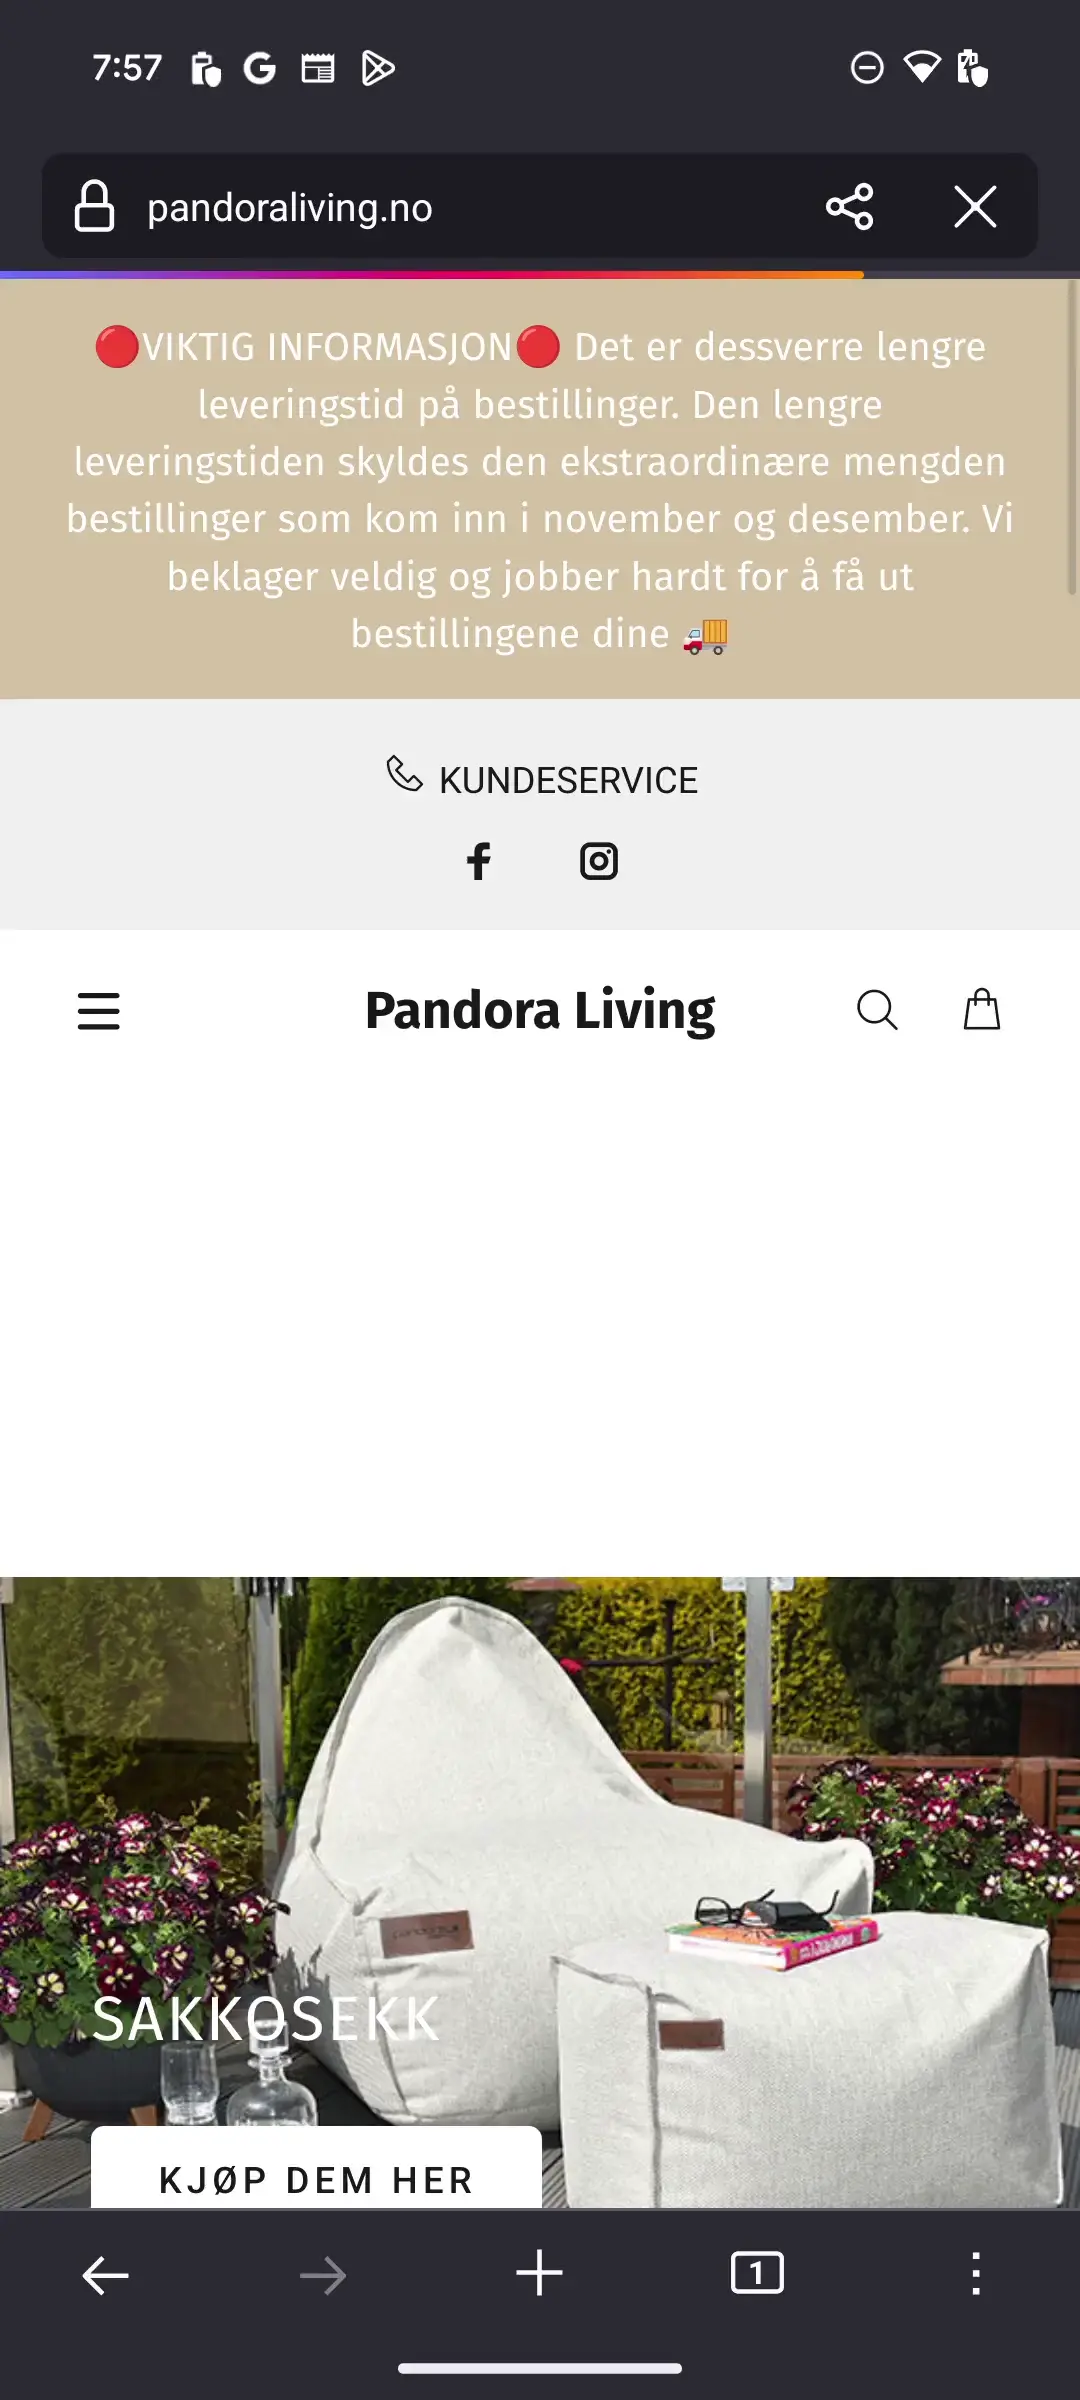 7:57
pandoraliving.no
🔴VIKTIG INFORMASJON🔴 Det er dessverre lengre
leveringstid på bestillinger. Den lengre
leveringstiden skyldes den ekstraordinære mengden
bestillinger som kom inn i november og desember. Vi
beklager veldig og jobber hardt for å få ut
bestillingene dine 🚚
KUNDESERVICE
Pandora Living
SAKKOSEKK
KJØP DEM HER
1